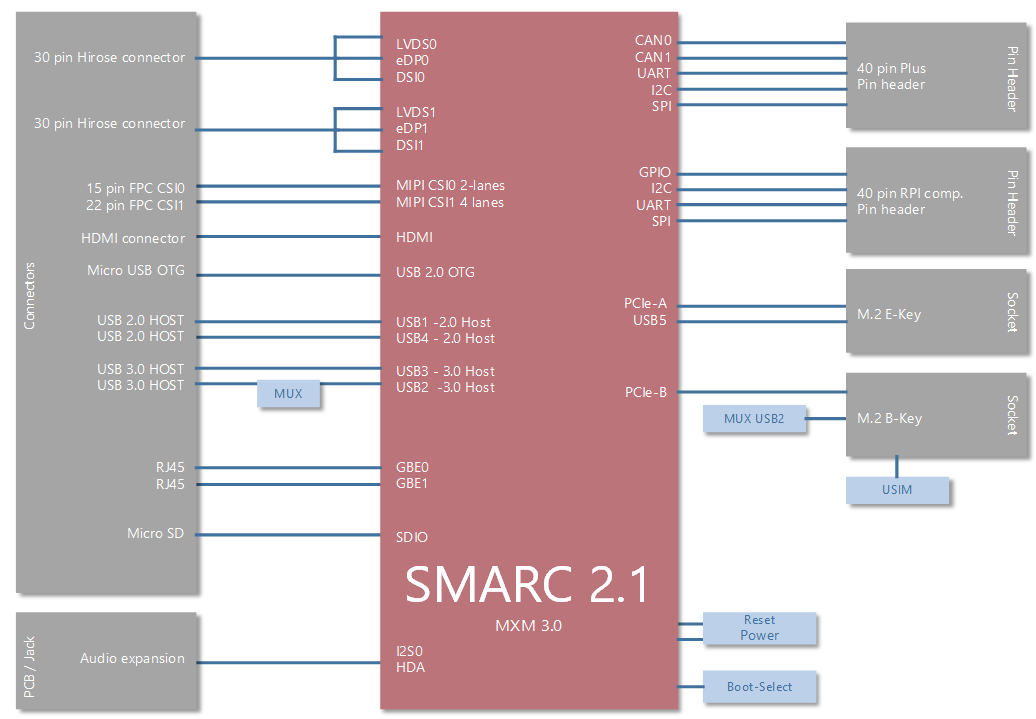 Connectors
30 pin Hirose connector
30 pin Hirose connector
15 pin FPC CSI0
22 pin FPC CSI1
HDMI connector
Micro USB OTG
USB 2.0 HOST
USB 2.0 HOST
USB 3.0 HOST
USB 3.0 HOST
MUX
RJ45
RJ45
Micro SD
PCB / Jack
Audio expansion
LVDS0
eDP0
DSI0
LVDS1
eDP1
DSI1
MIPI CSI0 2-lanes
MIPI CSI1 4 lanes
HDMI
USB 2.0 OTG
USB1 -2.0 Host
USB4 - 2.0 Host
USB3 - 3.0 Host
USB2 -3.0 Host
GBE0
GBE1
SDIO
SMARC 2.1
MXM 3.0
I2S0
HDA
CAN0
CAN1
UART
I2C
SPI
GPIO
I2C
UART
SPI
PCIe-A
USB5
PCIe-B
40 pin Plus
Pin header
Pin Header
40 pin RPI comp.
Pin header
Pin Header
M.2 E-Key
Socket
MUX USB2
M.2 B-Key
Socket
USIM
Reset
Power
Boot-Select